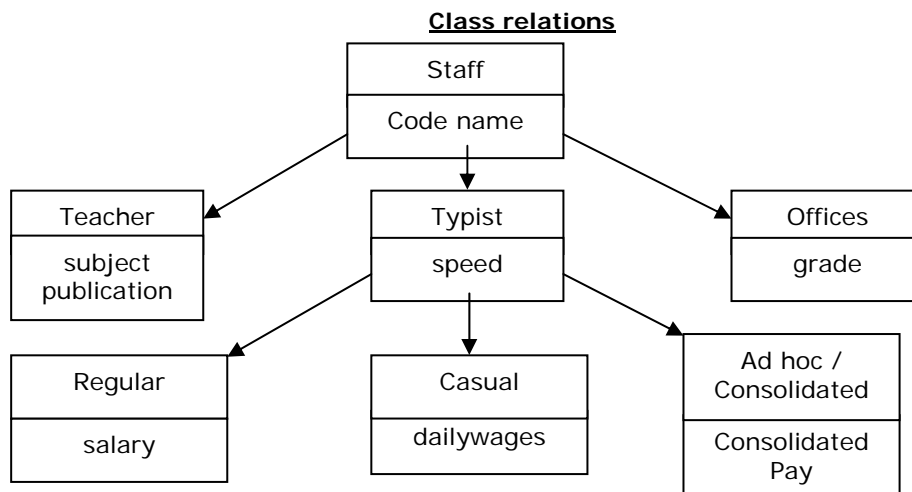 Class relations
Staff
Code name
Teacher
subject
publication
Typist
speed
Offices
grade
Regular
salary
Casual
dailywages
Ad hoc /
Consolidated
Consolidated
Pay